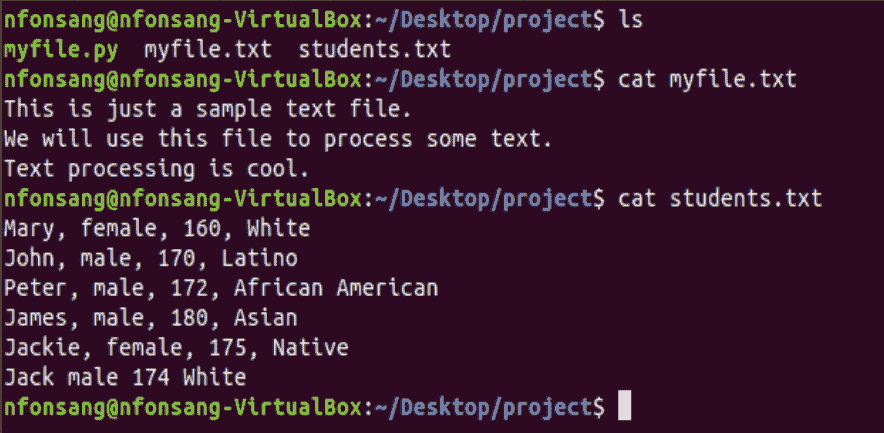 nfonsang@nfonsang-VirtualBox:~/Desktop/project$ ls
myfile.py  myfile.txt  students.txt
nfonsang@nfonsang-VirtualBox:~/Desktop/project$ cat myfile.txt
This is just a sample text file.
We will use this file to process some text.
Text processing is cool.
nfonsang@nfonsang-VirtualBox:~/Desktop/project$ cat students.txt
Mary, female, 160, White
John, male, 170, Latino
Peter, male, 172, African American
James, male, 180, Asian
Jackie, female, 175, Native
Jack male 174 White
nfonsang@nfonsang-VirtualBox:~/Desktop/project$